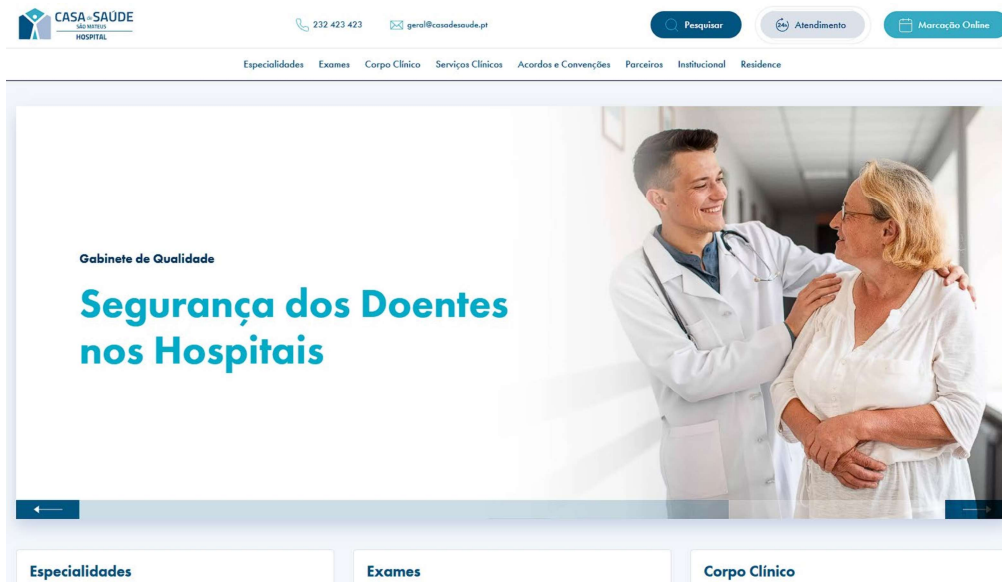 CASA DE SAÚDE
SÃO MATEUS
HOSPITAL
232 423 423
geral@casadesaude.pt
Pesquisar
24h Atendimento
Marcação Online
Especialidades Exames Corpo Clínico Serviços Clínicos Acordos e Convenções Parceiros Institucional Residence
Gabinete de Qualidade
Segurança dos Doentes
nos Hospitais
Especialidades
Exames
Corpo Clínico